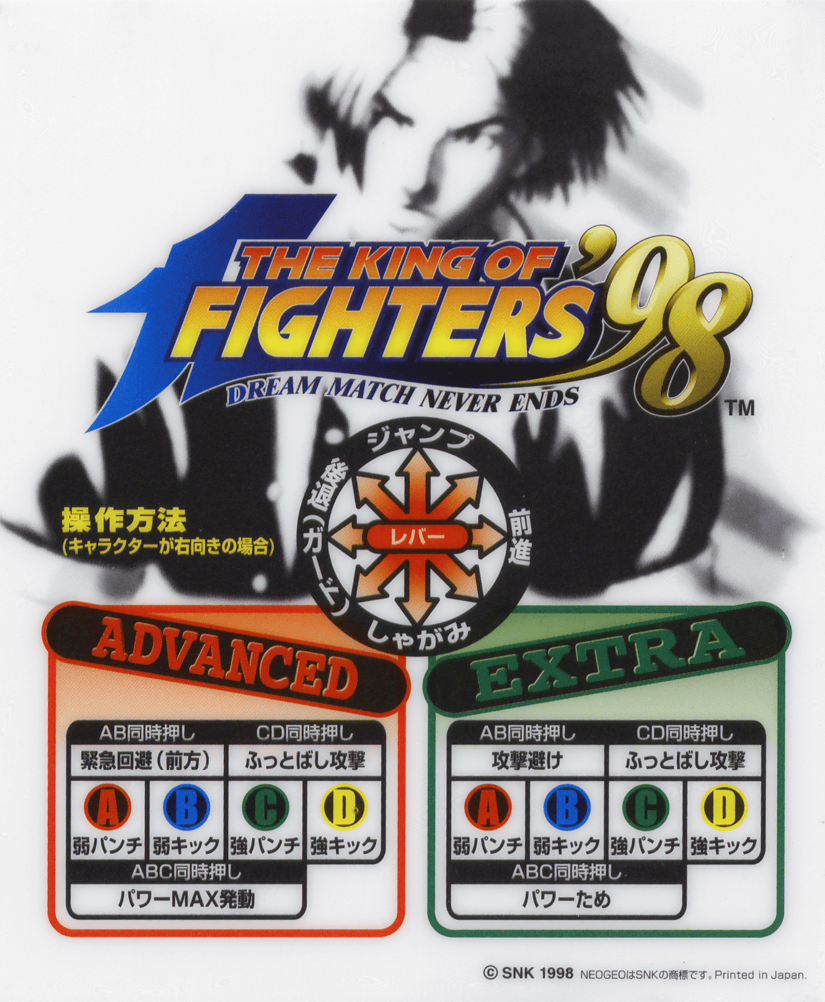 THE KING OF
FIGHTERS '98
DREAM MATCH NEVER ENDS
TM
操作方法
(キャラクターが右向きの場合)
ジャンプ
後退(ガード)
レバー
前進
しゃがみ
ADVANCED
AB同時押し
CD同時押し
緊急回避(前方)
ふっとばし攻撃
A
B
C
D
弱パンチ
弱キック
強パンチ
強キック
ABC同時押し
パワーMAX発動
EXTRA
AB同時押し
CD同時押し
攻撃避け
ふっとばし攻撃
A
B
C
D
弱パンチ
弱キック
強パンチ
強キック
ABC同時押し
パワーため
© SNK 1998 NEOGEOはSNKの商標です。Printed in Japan.